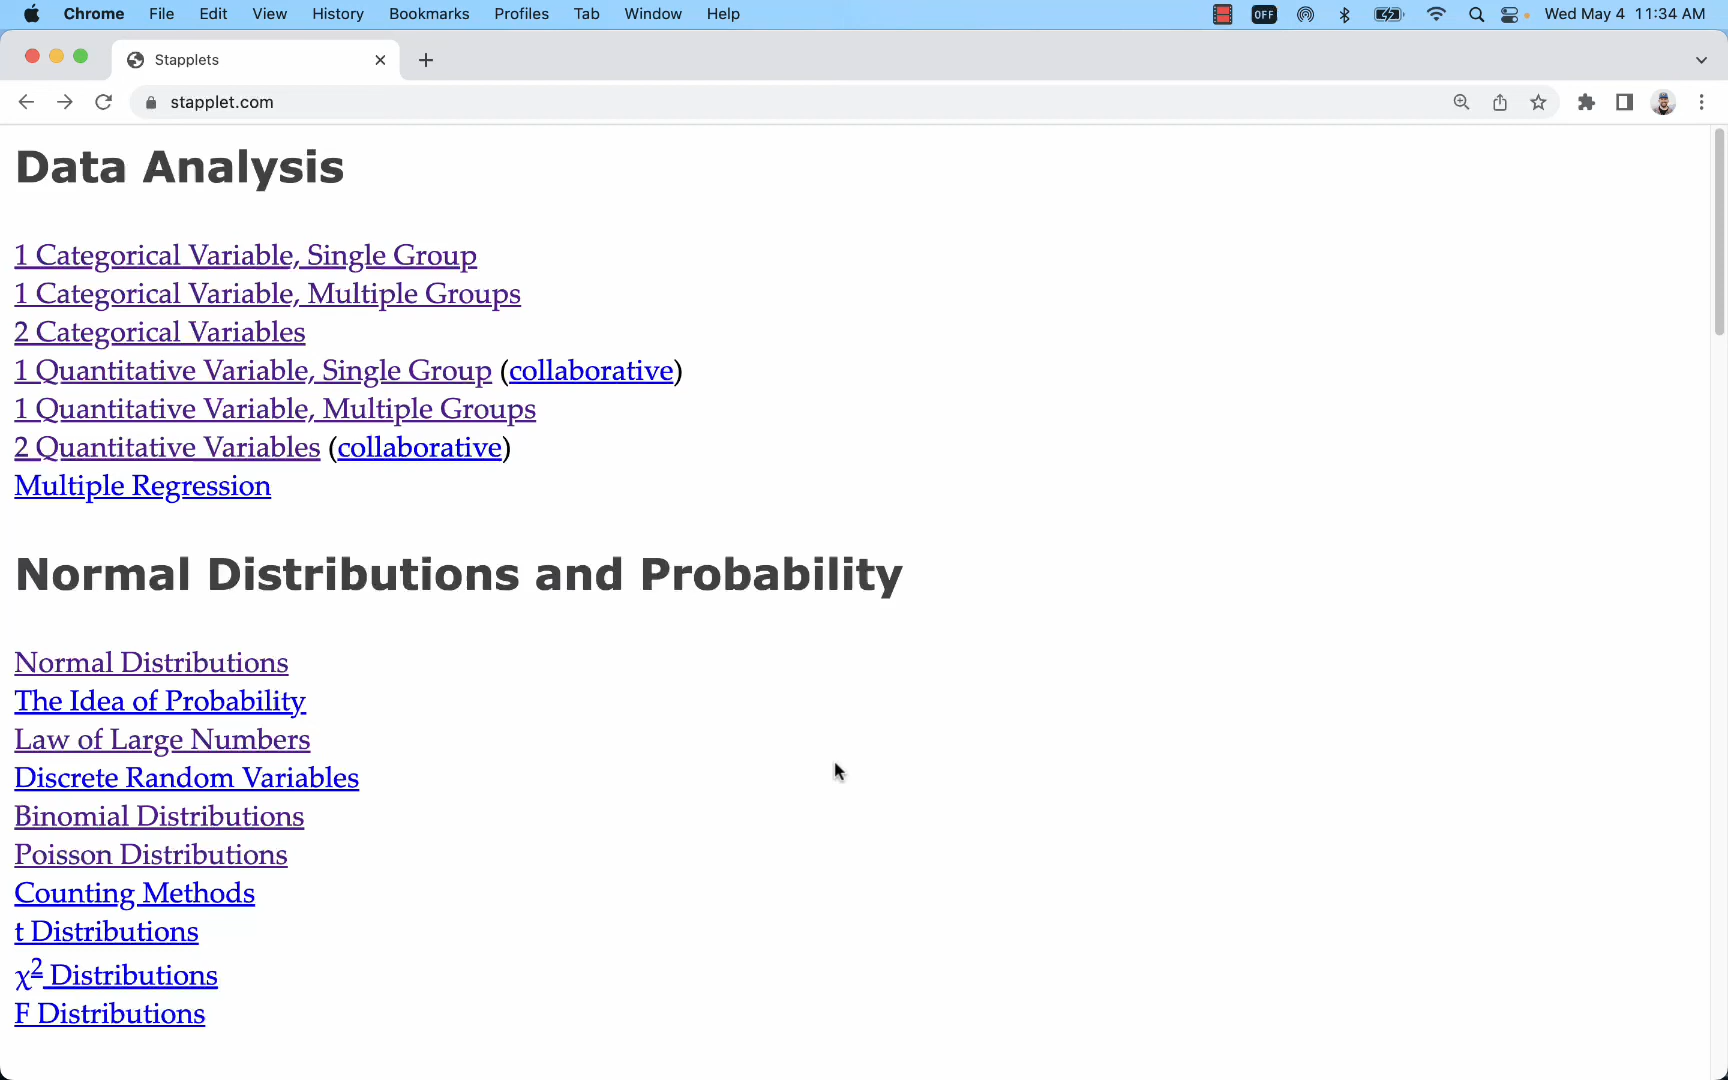 Chrome File Edit View History Bookmarks Profiles Tab Window Help OFF Wed May 4 11:34 AM
Stapplets
stapplet.com
Data Analysis
1 Categorical Variable, Single Group
1 Categorical Variable, Multiple Groups
2 Categorical Variables
1 Quantitative Variable, Single Group (collaborative)
1 Quantitative Variable, Multiple Groups
2 Quantitative Variables (collaborative)
Multiple Regression
Normal Distributions and Probability
Normal Distributions
The Idea of Probability
Law of Large Numbers
Discrete Random Variables
Binomial Distributions
Poisson Distributions
Counting Methods
t Distributions
χ² Distributions
F Distributions